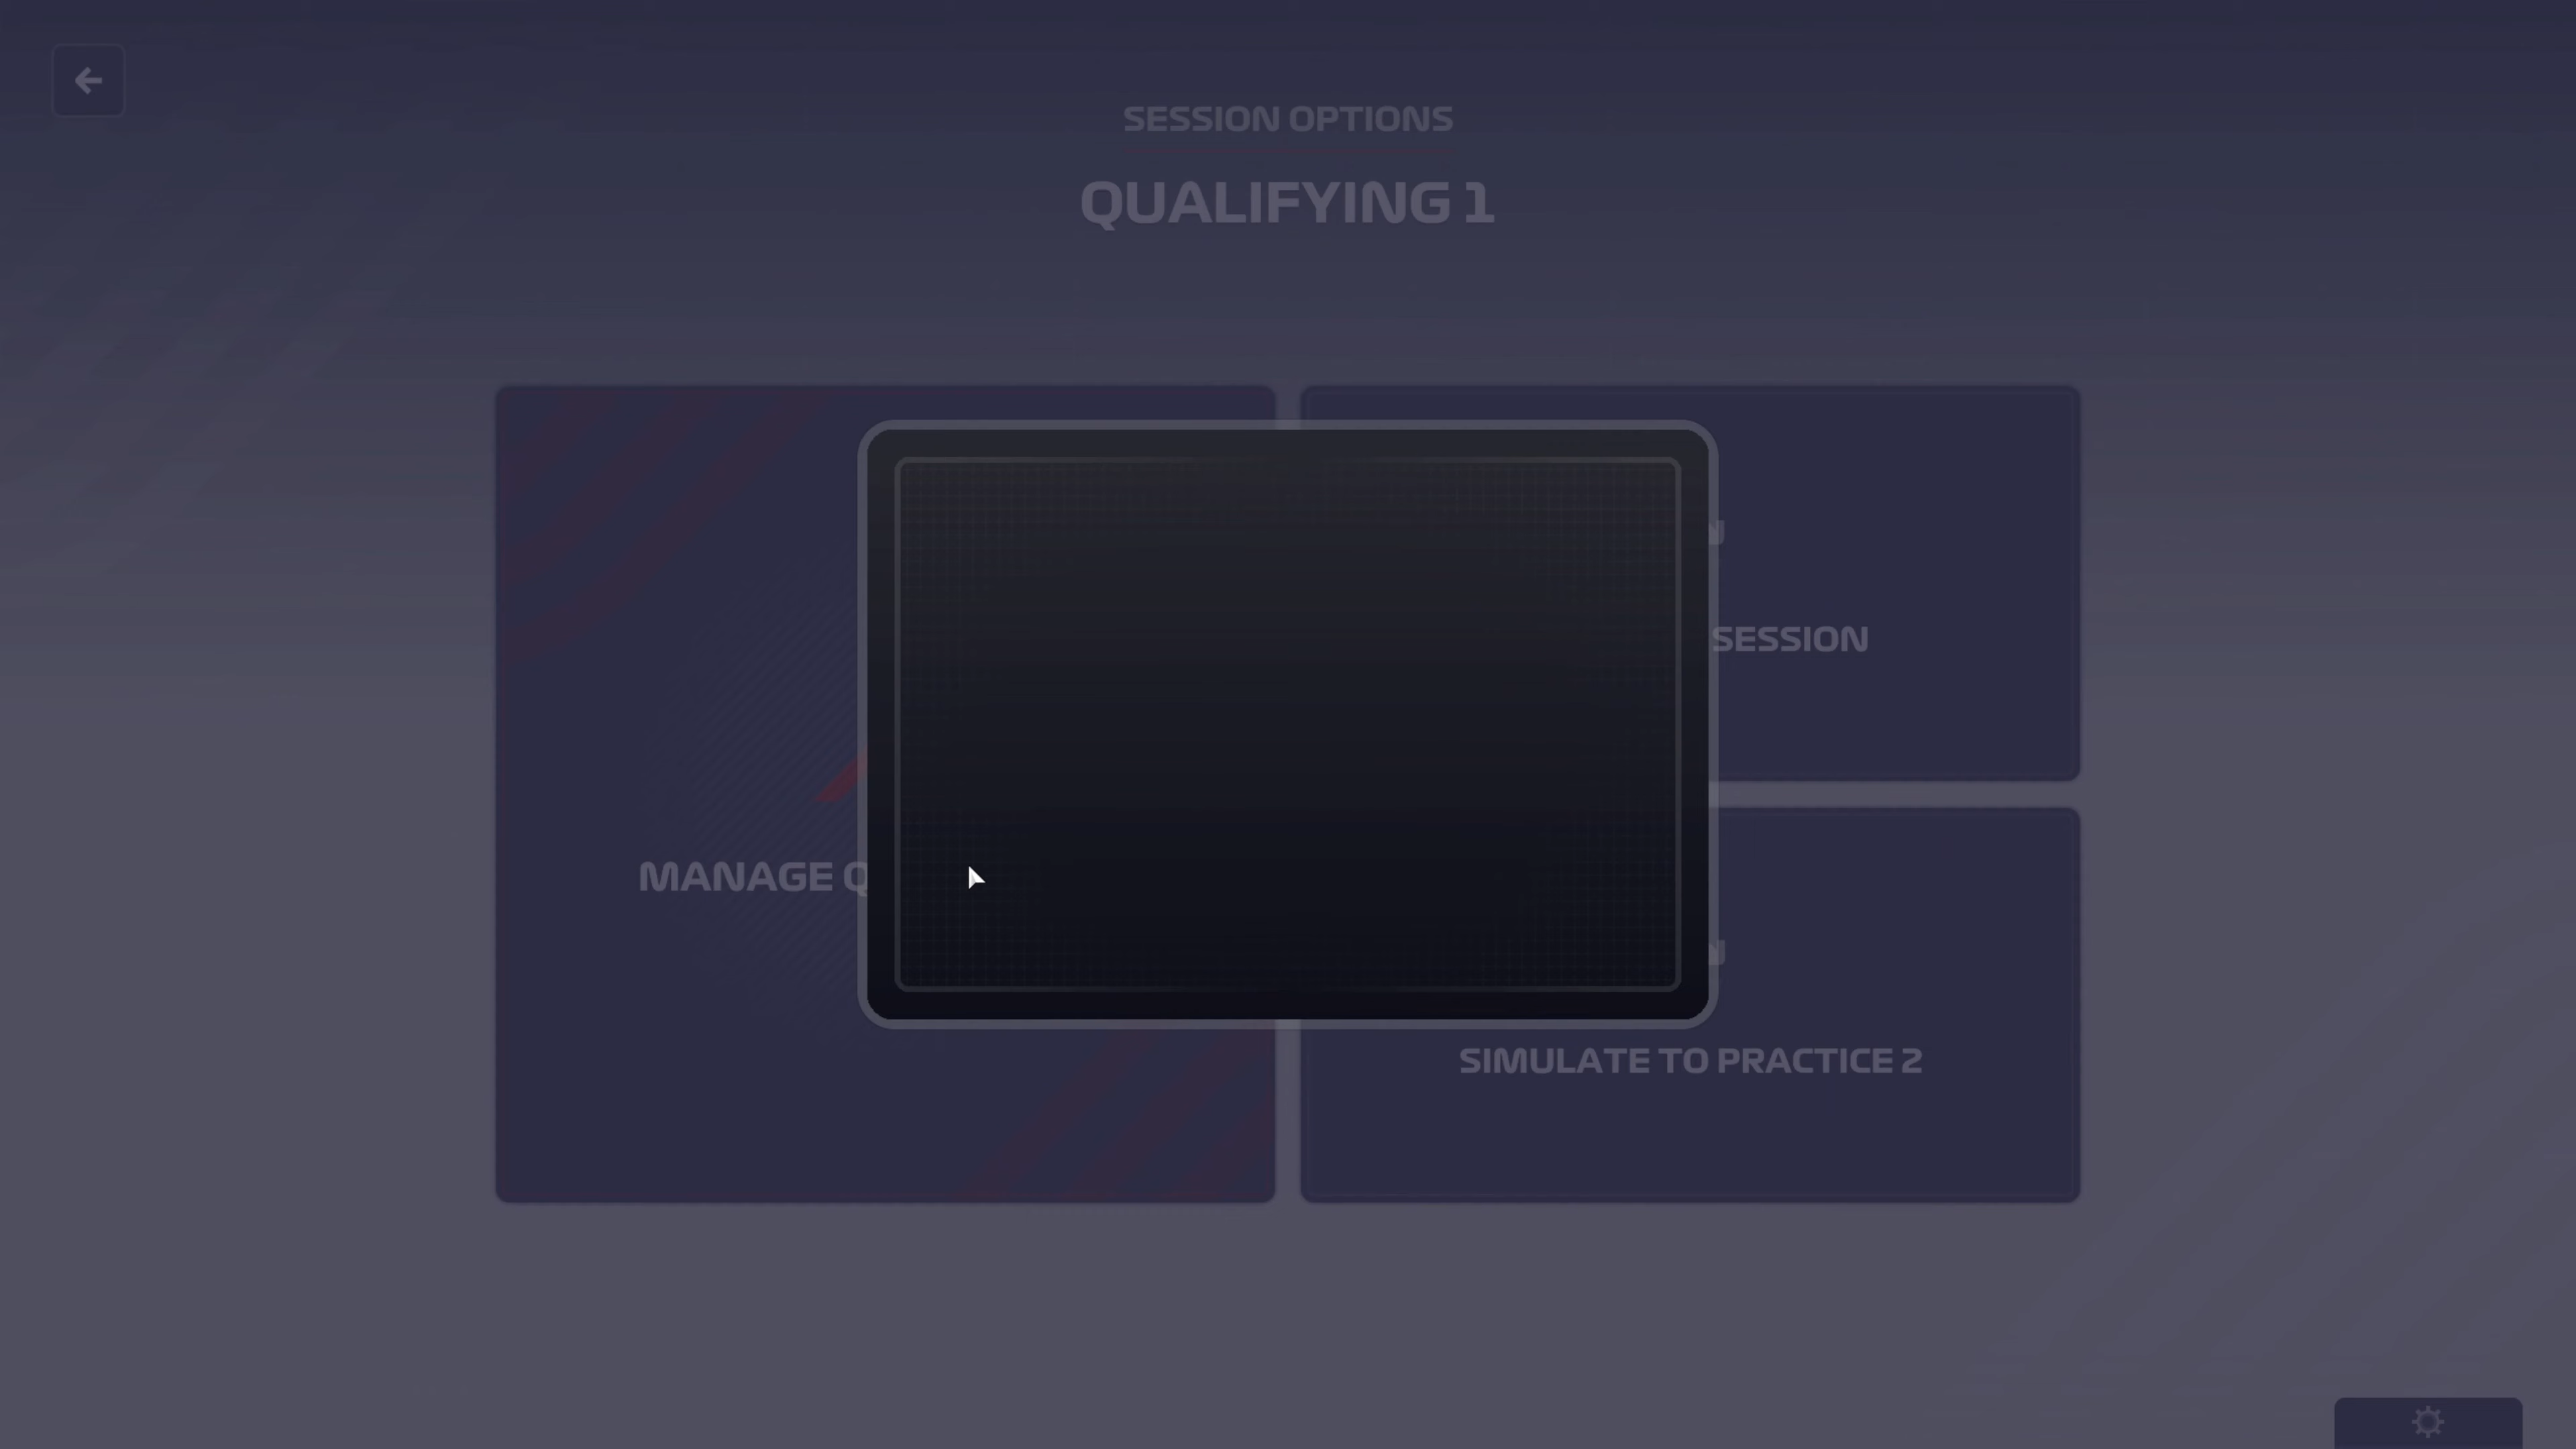 SESSION OPTIONS
QUALIFYING 1
SESSION
MANAGE
SIMULATE TO PRACTICE 2